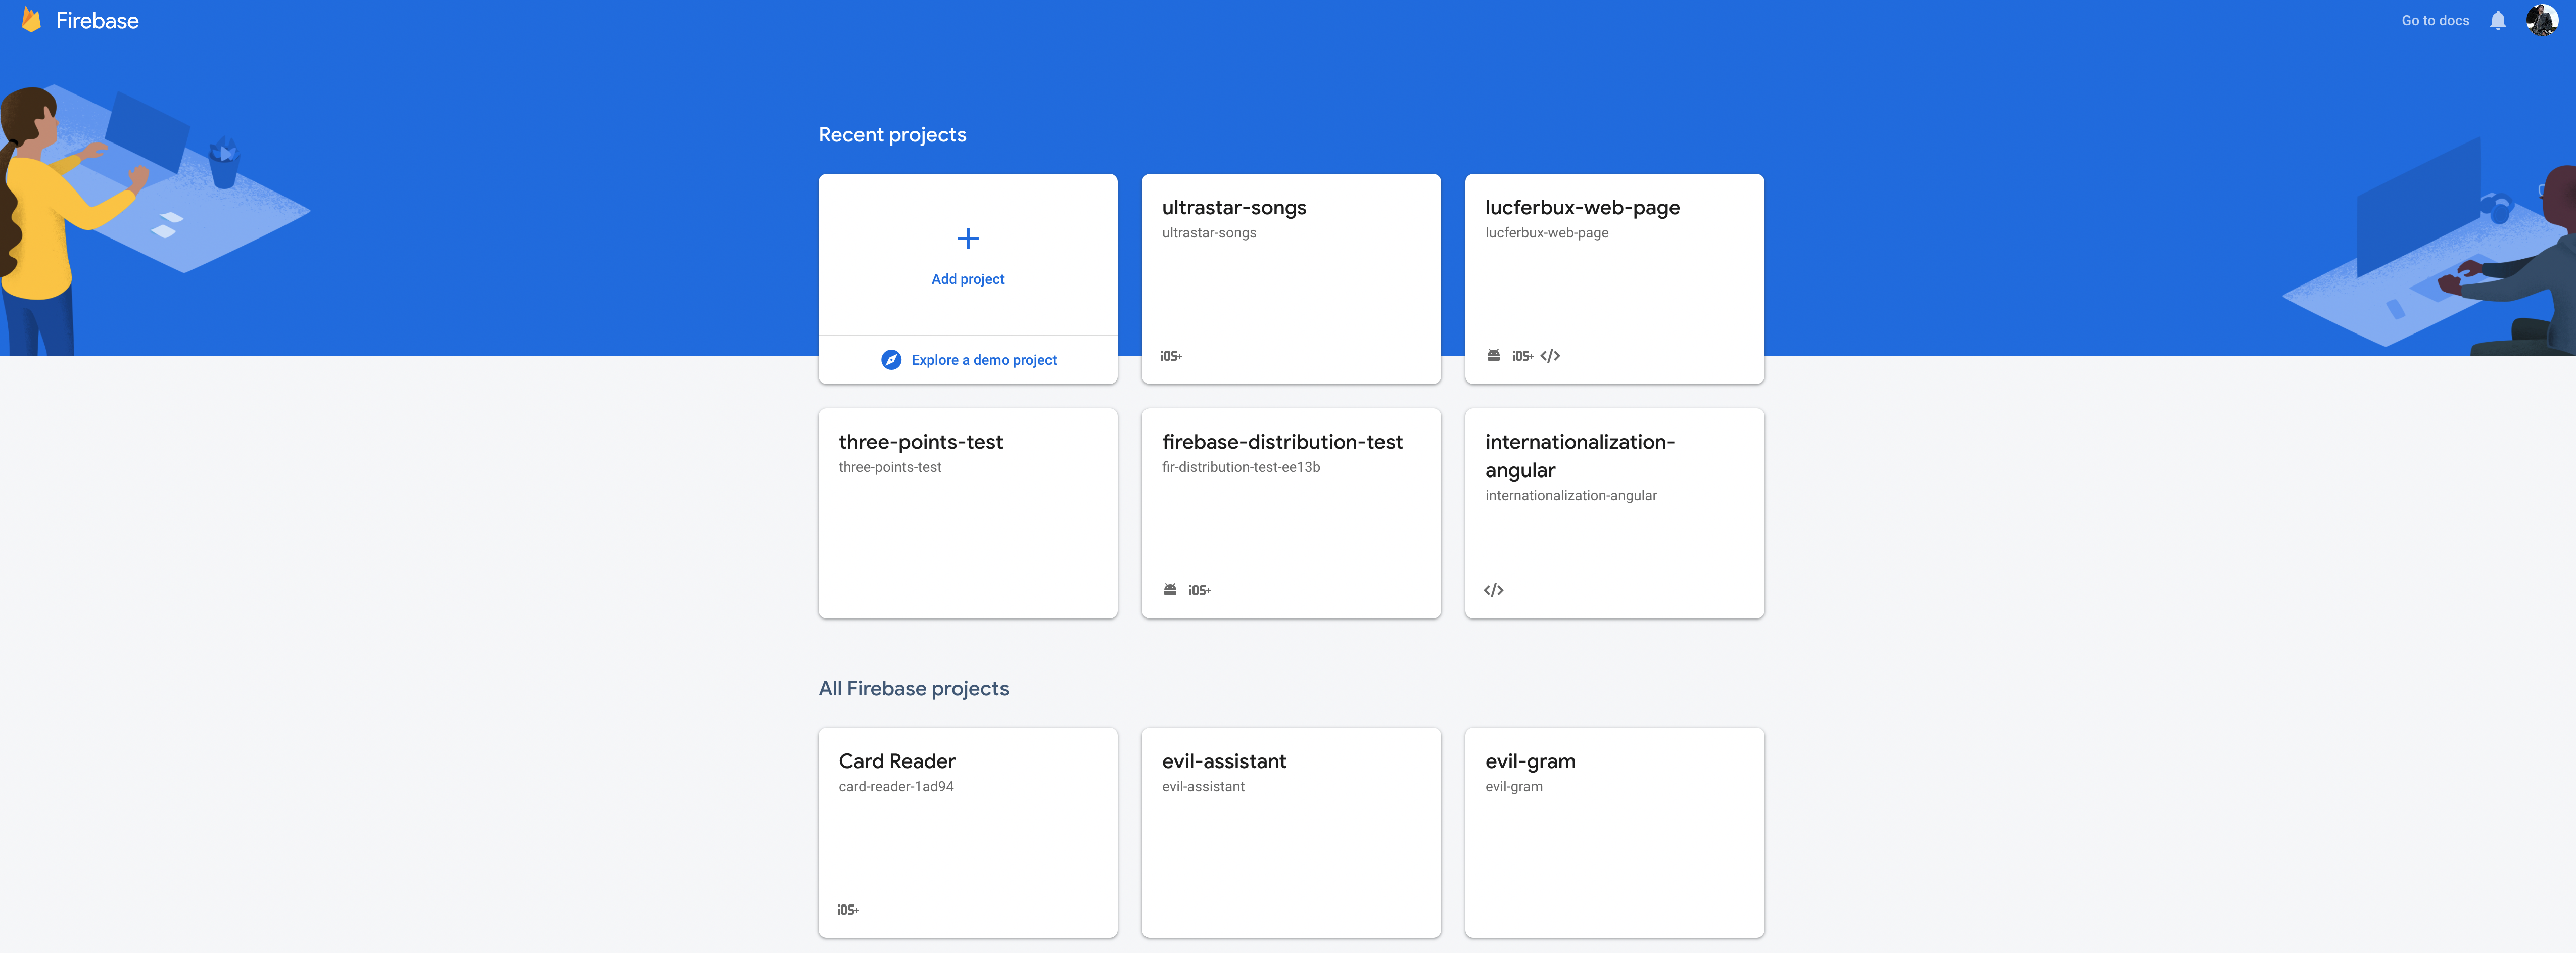 Firebase
Go to docs
Recent projects
Add project
Explore a demo project
ultrastar-songs
ultrastar-songs
iOS+
lucferbux-web-page
lucferbux-web-page
iOS+ </>
three-points-test
three-points-test
firebase-distribution-test
fir-distribution-test-ee13b
iOS+
internationalization-
angular
internationalization-angular
</>
All Firebase projects
Card Reader
card-reader-1ad94
iOS+
evil-assistant
evil-assistant
evil-gram
evil-gram